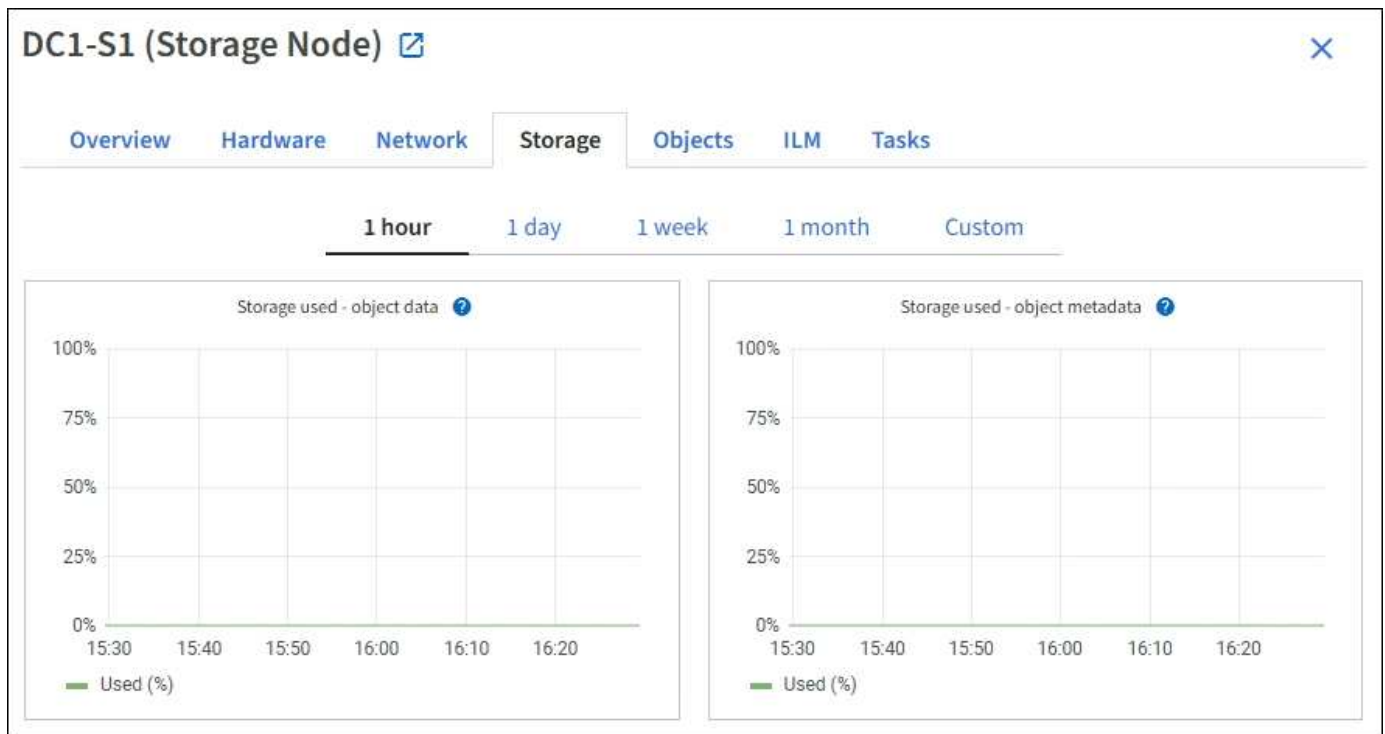 DC1-S1 (Storage Node)
Overview Hardware Network Storage Objects ILM Tasks
1 hour 1 day 1 week 1 month Custom
Storage used - object data ?
100%
75%
50%
25%
0%
15:30 15:40 15:50 16:00 16:10 16:20
Used (%)
Storage used - object metadata ?
100%
75%
50%
25%
0%
15:30 15:40 15:50 16:00 16:10 16:20
Used (%)